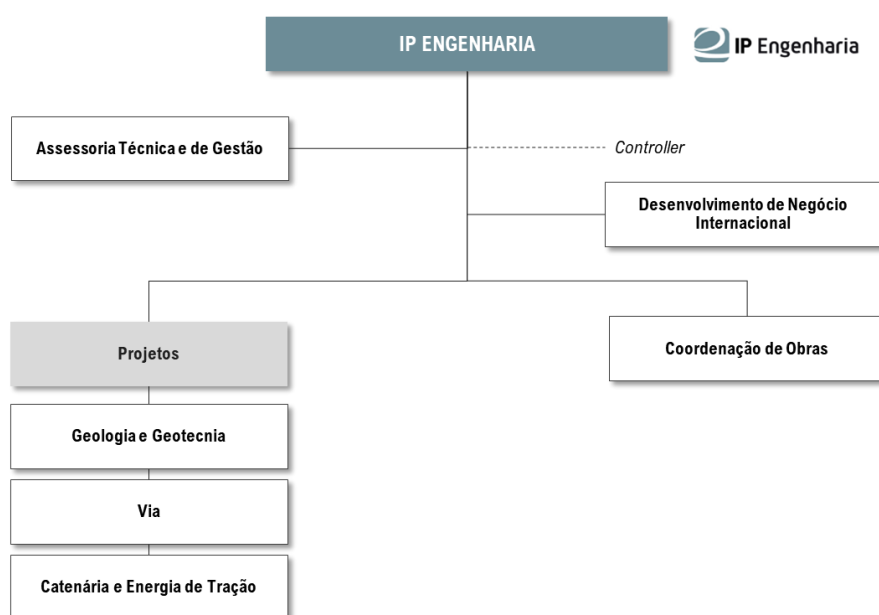 IP ENGENHARIA
IP Engenharia
Assessoria Técnica e de Gestão
Controller
Desenvolvimento de Negócio
Internacional
Projetos
Coordenação de Obras
Geologia e Geotecnia
Via
Catenária e Energia de Tração